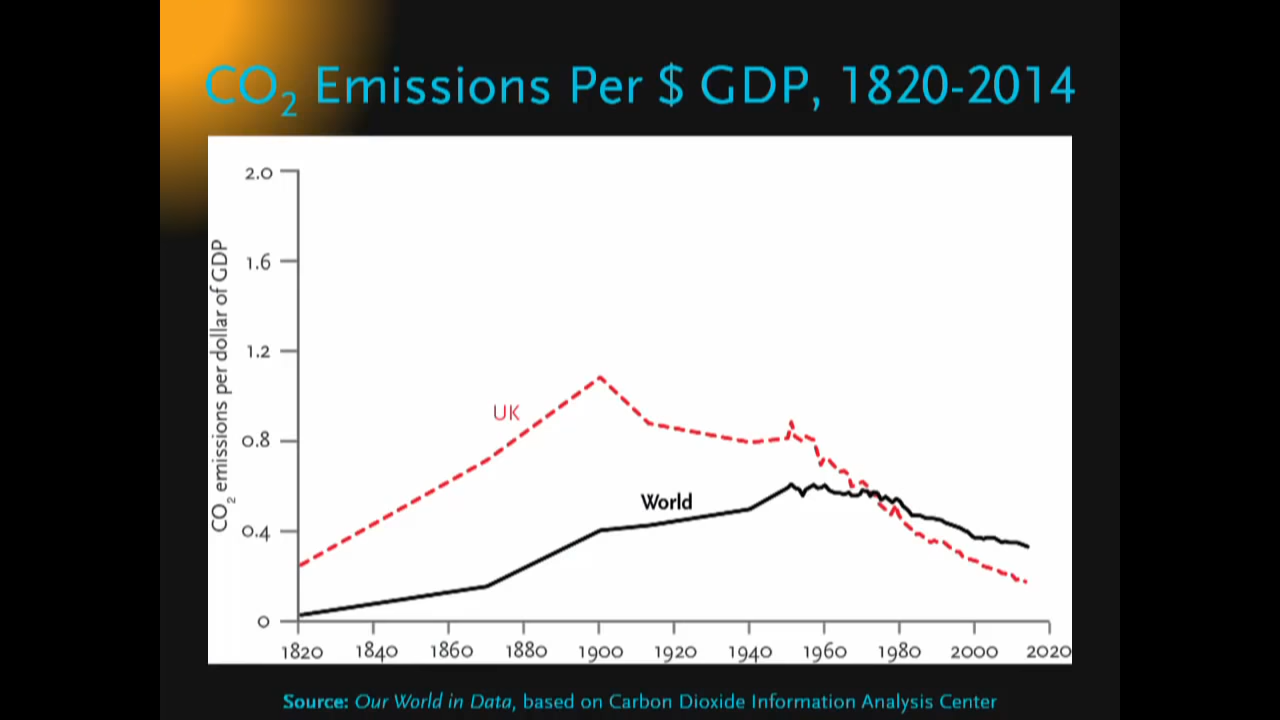 CO₂ Emissions Per $ GDP, 1820-2014
CO₂ emissions per dollar of GDP
2.0
1.6
1.2
0.8
0.4
0
UK
World
1820 1840 1860 1880 1900 1920 1940 1960 1980 2000 2020
Source: Our World in Data, based on Carbon Dioxide Information Analysis Center